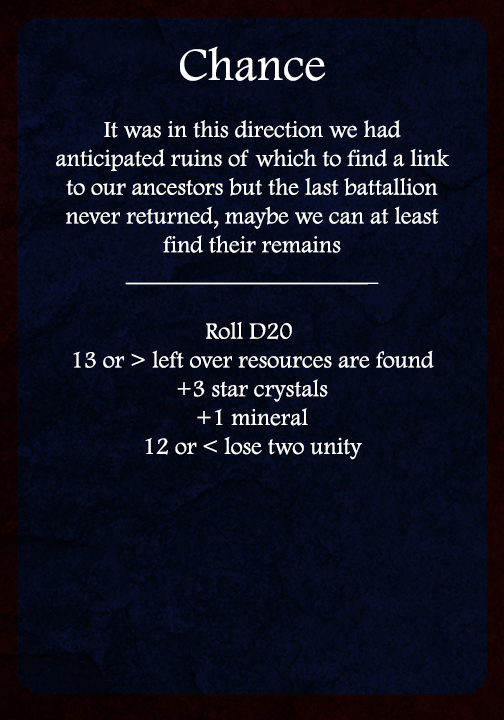 Chance
It was in this direction we had
anticipated ruins of which to find a link
to our ancestors but the last battallion
never returned, maybe we can at least
find their remains
Roll D20
13 or > left over resources are found
+3 star crystals
+1 mineral
12 or < lose two unity